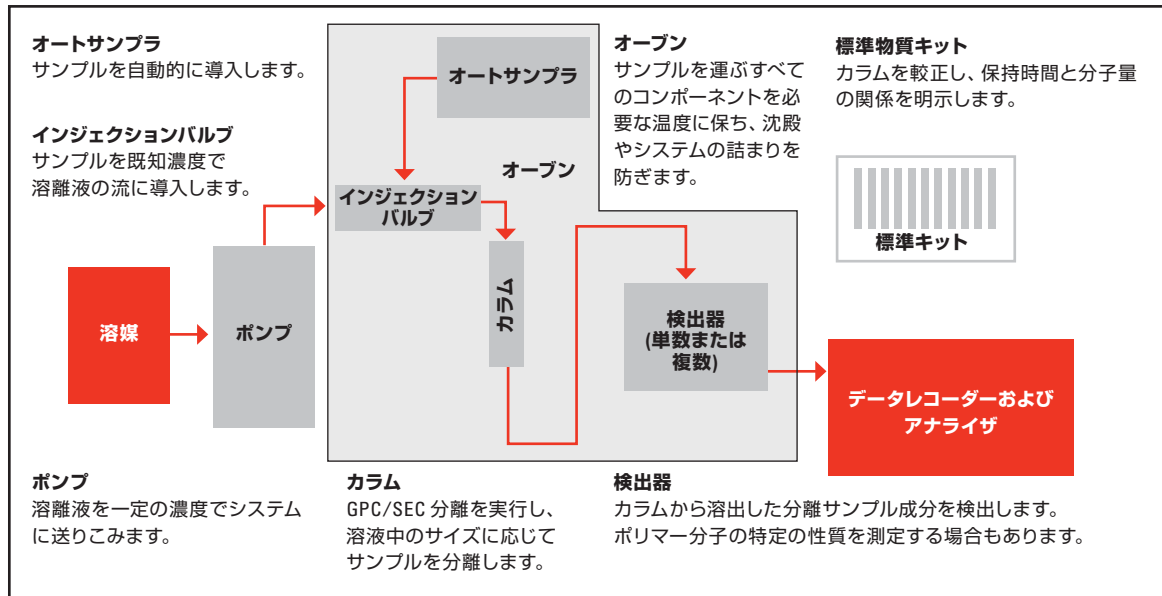 オートサンプラ
サンプルを自動的に導入します。
インジェクションバルブ
サンプルを既知濃度で
溶離液の流に導入します。
オートサンプラ
オーブン
インジェクション
バルブ
カラム
オーブン
サンプルを運ぶすべて
のコンポーネントを必
要な温度に保ち、沈殿
やシステムの詰まりを
防ぎます。
標準物質キット
カラムを較正し、保持時間と分子量
の関係を明示します。
標準キット
溶媒
ポンプ
検出器
(単数または
複数)
データレコーダーおよび
アナライザ
ポンプ
溶離液を一定の濃度でシステム
に送りこみます。
カラム
GPC/SEC 分離を実行し、
溶液中のサイズに応じて
サンプルを分離します。
検出器
カラムから溶出した分離サンプル成分を検出します。
ポリマー分子の特定の性質を測定する場合もあります。